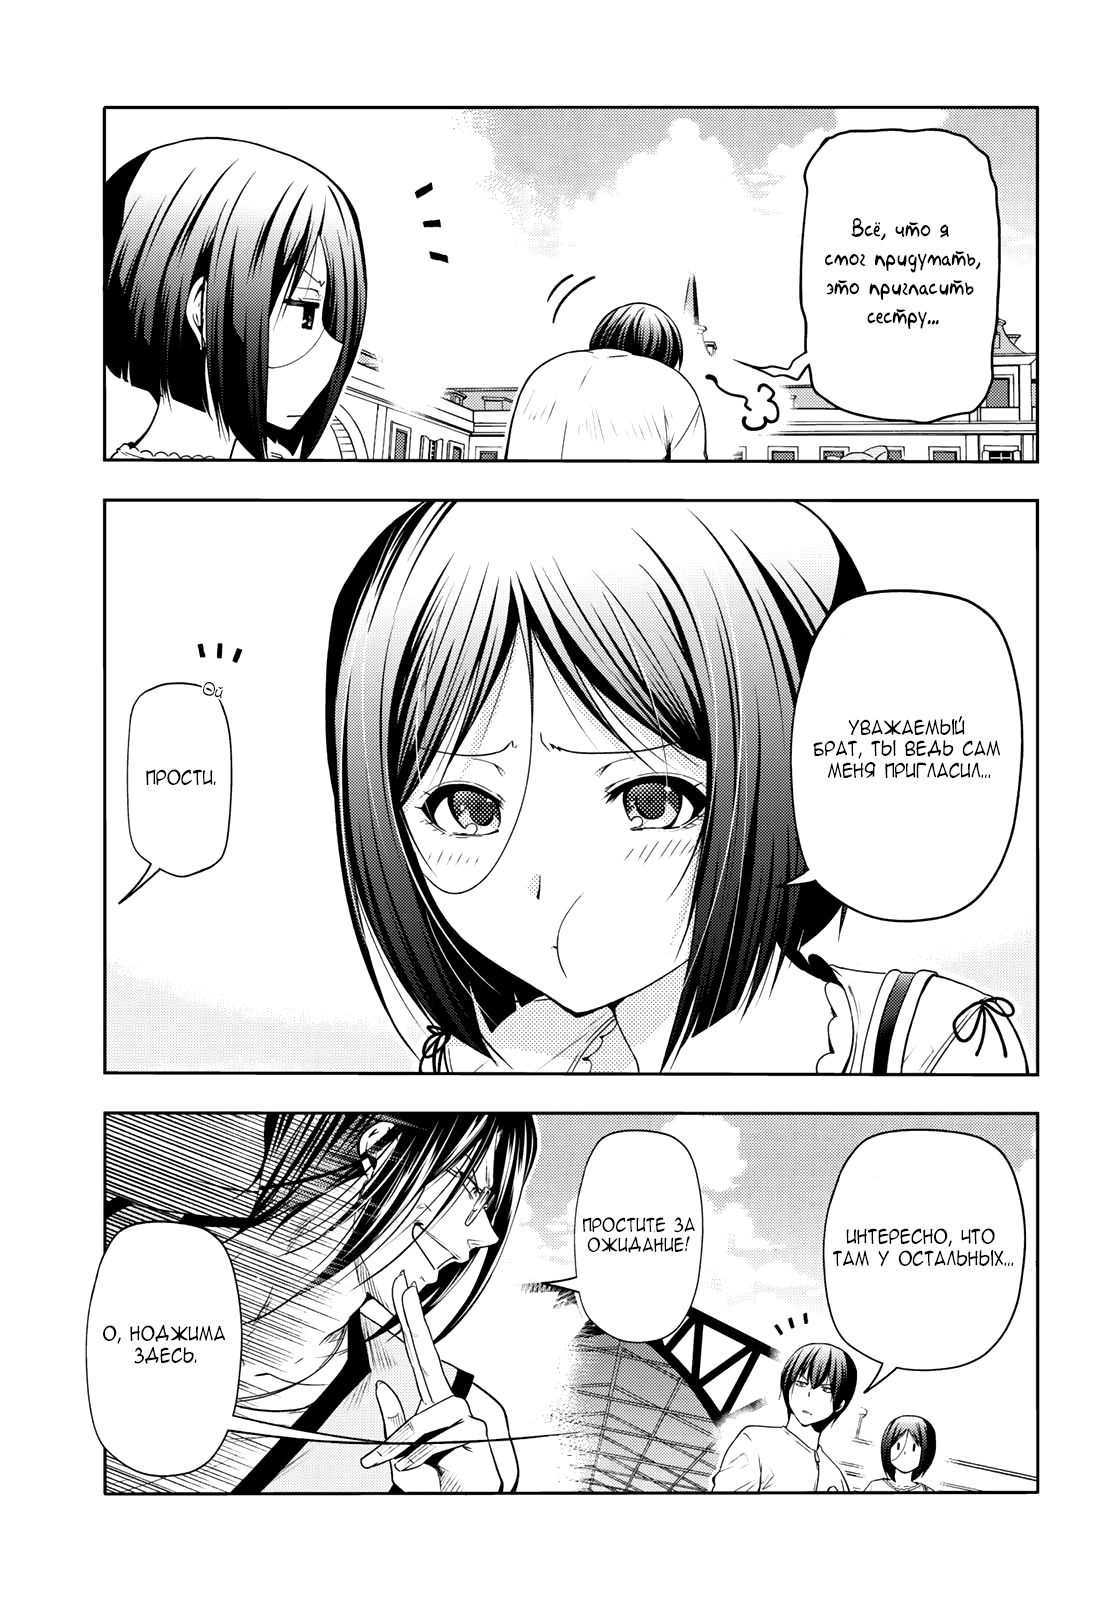 Всё, что я
смог придумать,
это пригласить
сестру...
УВАЖАЕМЫЙ
БРАТ, ТЫ ВЕДЬ САМ
МЕНЯ ПРИГЛАСИЛ...
Ой
ПРОСТИ.
ИНТЕРЕСНО, ЧТО
ТАМ У ОСТАЛЬНЫХ...
ПРОСТИТЕ ЗА
ОЖИДАНИЕ!
О, НОДЖИМА
ЗДЕСЬ.